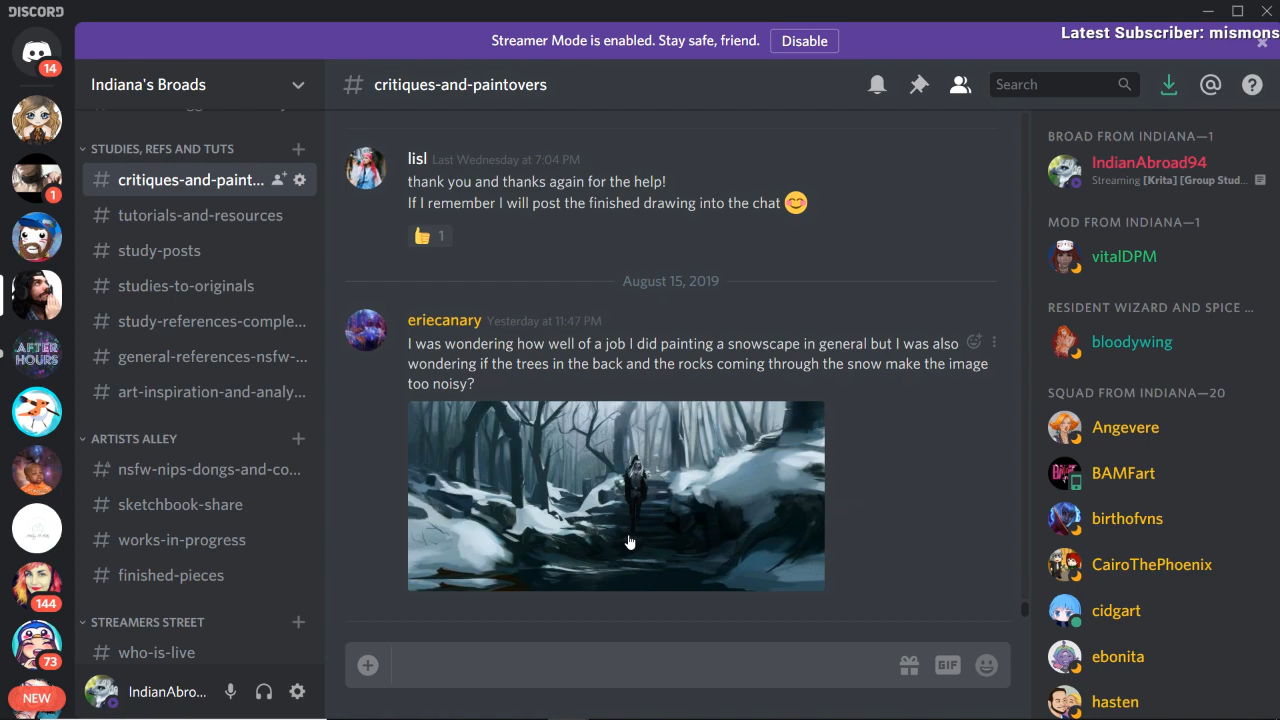 DISCORD
Streamer Mode is enabled. Stay safe, friend.
Disable
Latest Subscriber: mismons
14
1
144
73
NEW
Indiana's Broads
STUDIES, REFS AND TUTS
critiques-and-paint...
tutorials-and-resources
study-posts
studies-to-originals
study-references-comple...
general-references-nsfw-...
art-inspiration-and-analy...
ARTISTS ALLEY
nsfw-nips-dongs-and-co...
sketchbook-share
works-in-progress
finished-pieces
STREAMERS STREET
who-is-live
IndianAbro...
critiques-and-paintovers
Search
lisl Last Wednesday at 7:04 PM
thank you and thanks again for the help!
If I remember I will post the finished drawing into the chat 😊
👍 1
August 15, 2019
eriecanary Yesterday at 11:47 PM
I was wondering how well of a job I did painting a snowscape in general but I was also
wondering if the trees in the back and the rocks coming through the snow make the image
too noisy?
GIF
BROAD FROM INDIANA—1
IndianAbroad94
Streaming [Krita] [Group Stud...
MOD FROM INDIANA—1
vitalDPM
RESIDENT WIZARD AND SPICE ...
bloodywing
SQUAD FROM INDIANA—20
Angevere
BAMFart
birthofvns
CairoThePhoenix
cidgart
ebonita
hasten